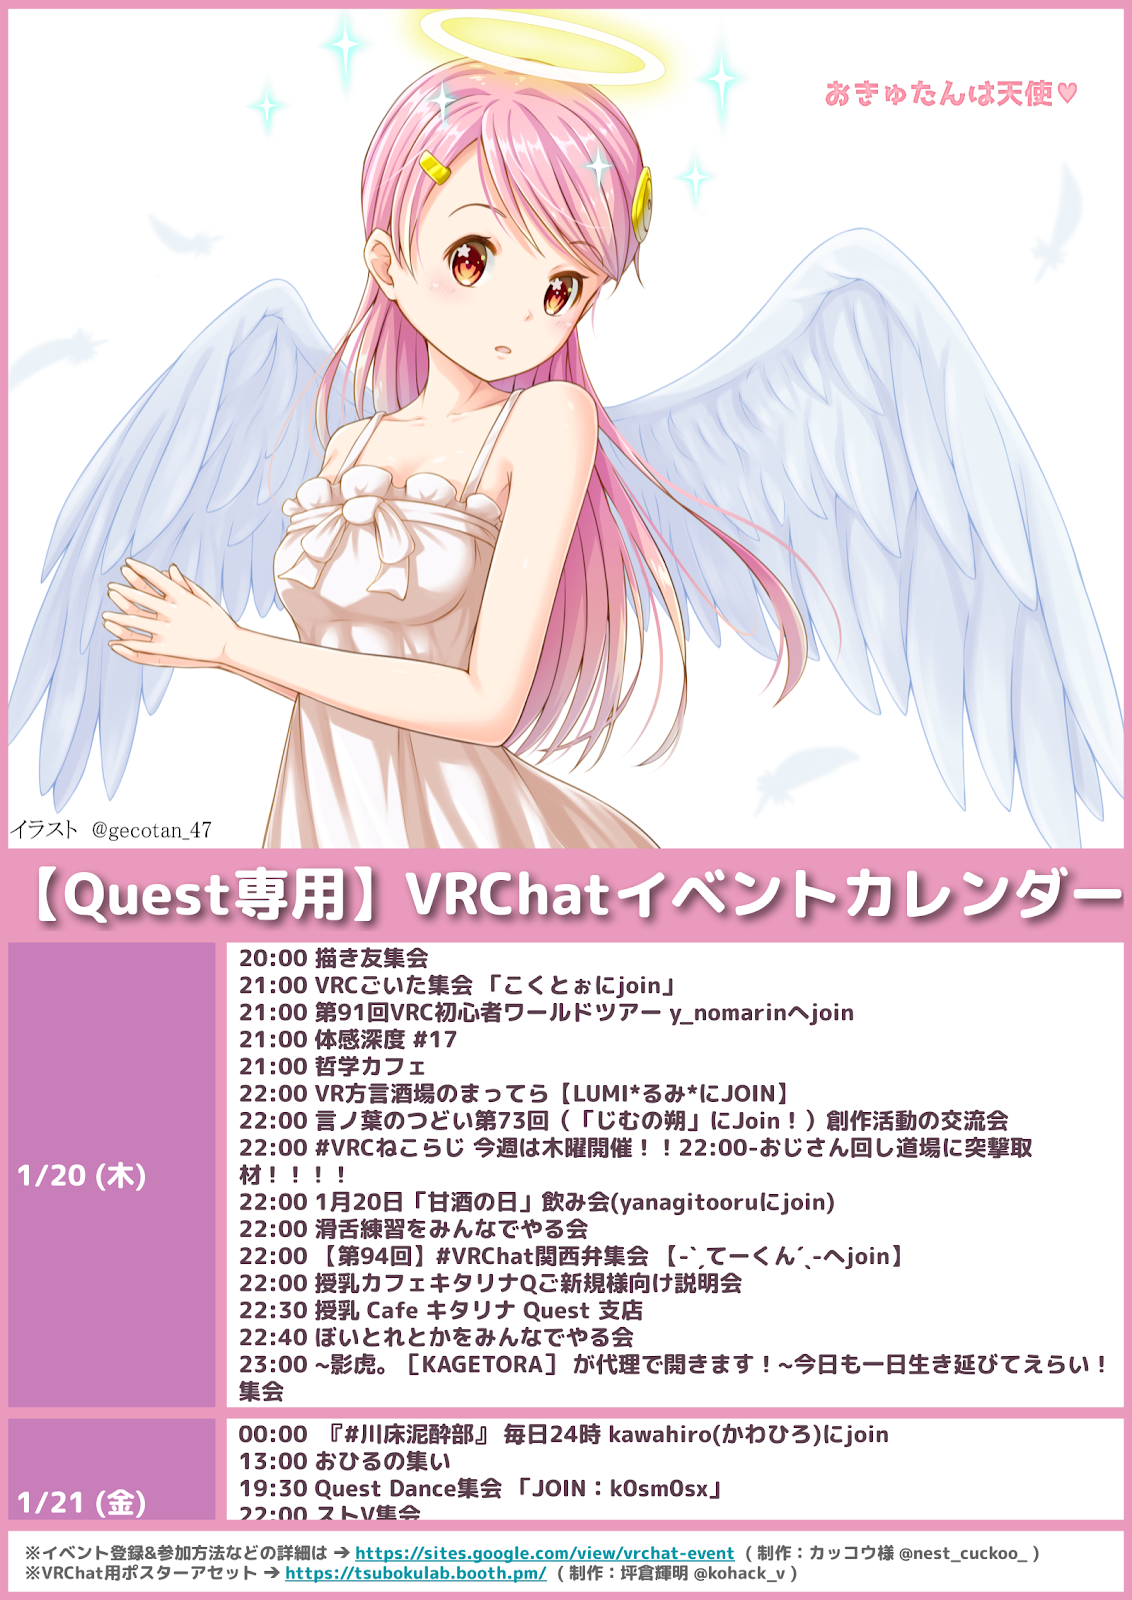 おきゅたんは天使♥
イラスト @gecotan_47
【Quest専用】VRChatイベントカレンダー
1/20 (木)
20:00 描き友集会
21:00 VRCごいた集会 「こくとぉにjoin」
21:00 第91回VRC初心者ワールドツアー y_nomarinへjoin
21:00 体感深度 #17
21:00 哲学カフェ
22:00 VR方言酒場のまってら【LUMI*るみ*にJOIN】
22:00 言ノ葉のつどい第73回（「じむの朔」にJoin！）創作活動の交流会
22:00 #VRCねこらじ 今週は木曜開催！！22:00-おじさん回し道場に突撃取
材！！！！
22:00 1月20日「甘酒の日」飲み会(yanagitooruにjoin)
22:00 滑舌練習をみんなでやる会
22:00 【第94回】#VRChat関西弁集会 【-ˋˏてーくんˊˎ-へjoin】
22:00 授乳カフェキタリナQご新規様向け説明会
22:30 授乳 Cafe キタリナ Quest 支店
22:40 ぼいとれとかをみんなでやる会
23:00 ~影虎。［KAGETORA］ が代理で開きます！~今日も一日生き延びてえらい！
集会
1/21 (金)
00:00 『#川床泥酔部』 毎日24時 kawahiro(かわひろ)にjoin
13:00 おひるの集い
19:30 Quest Dance集会 「JOIN：k0sm0sx」
22:00 ストV集会
※イベント登録&参加方法などの詳細は → https://sites.google.com/view/vrchat-event ( 制作：カッコウ様 @nest_cuckoo_ )
※VRChat用ポスターアセット → https://tsubokulab.booth.pm/ ( 制作：坪倉輝明 @kohack_v )